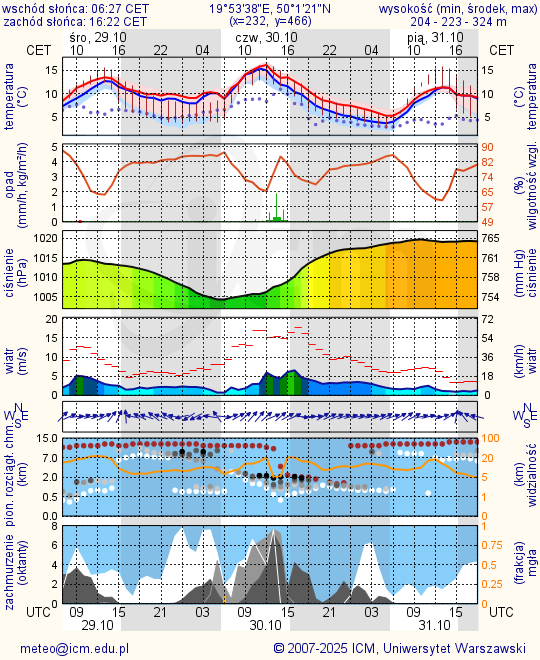 wschód słońca: 06:27 CET 19°53'38"E, 50°1'21"N wysokość (min, środek, max)
zachód słońca: 16:22 CET (x=232, y=466) 204 - 223 - 324 m
śro, 29.10 czw, 30.10 pią, 31.10
CET 10 16 22 04 10 16 22 04 10 16 CET
temperatura (°C) 15 10 5 15 10 5 (°C) temperatura
opad (mm/h, kg/m²/h) 5 4 3 2 1 0 90 82 74 65 57 49 (%) wilgotność wzgl.
ciśnienie (hPa) 1020 1015 1010 1005 765 761 758 754 (mm Hg) ciśnienie
wiatr (m/s) 20 15 10 5 0 72 54 36 18 0 (km/h) wiatr
N W E S N W E S
pion. rozciągł. chm. (km) 15.0 7.0 2.0 0.5 0.0 100 20 5 1 0 (km) widzialność
zachmurzenie (oktanty) 8 6 4 2 0 1 0.75 0.5 0.25 0 (frakcja) mgła
UTC 09 15 21 03 09 15 21 03 09 15 UTC
29.10 30.10 31.10
meteo@icm.edu.pl © 2007-2025 ICM, Uniwersytet Warszawski